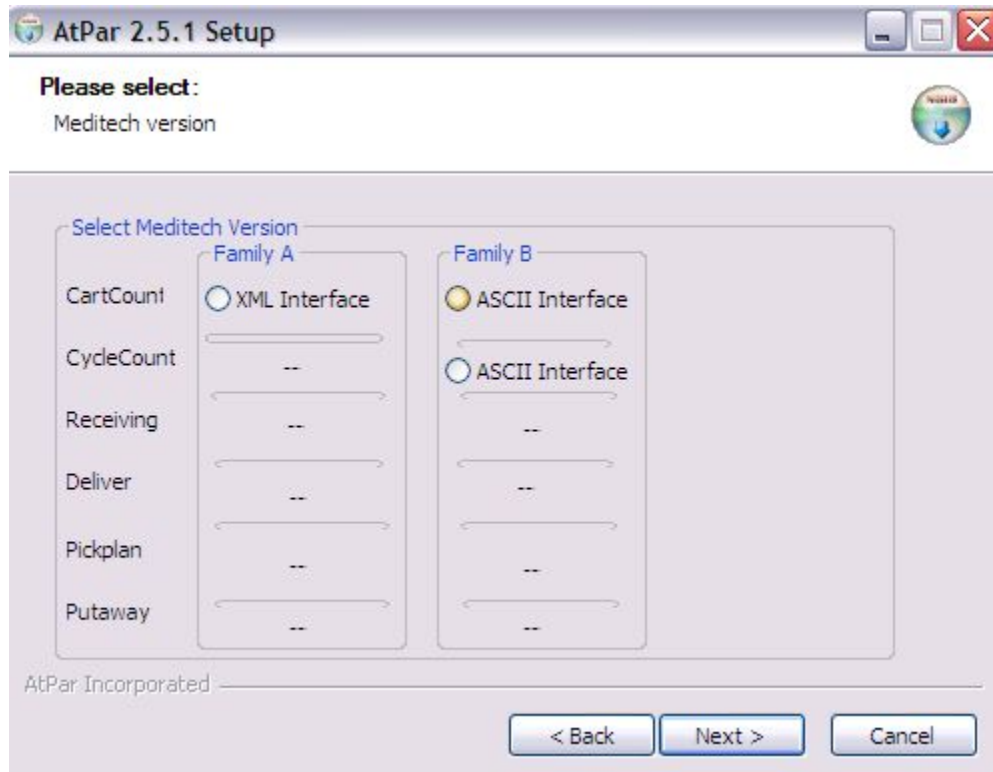 AtPar 2.5.1 Setup
Please select:
Meditech version
Select Meditech Version
Family A Family B
CartCount XML Interface ASCII Interface
CycleCount -- ASCII Interface
Receiving -- --
Deliver -- --
Pickplan -- --
Putaway -- --
AtPar Incorporated
< Back Next > Cancel